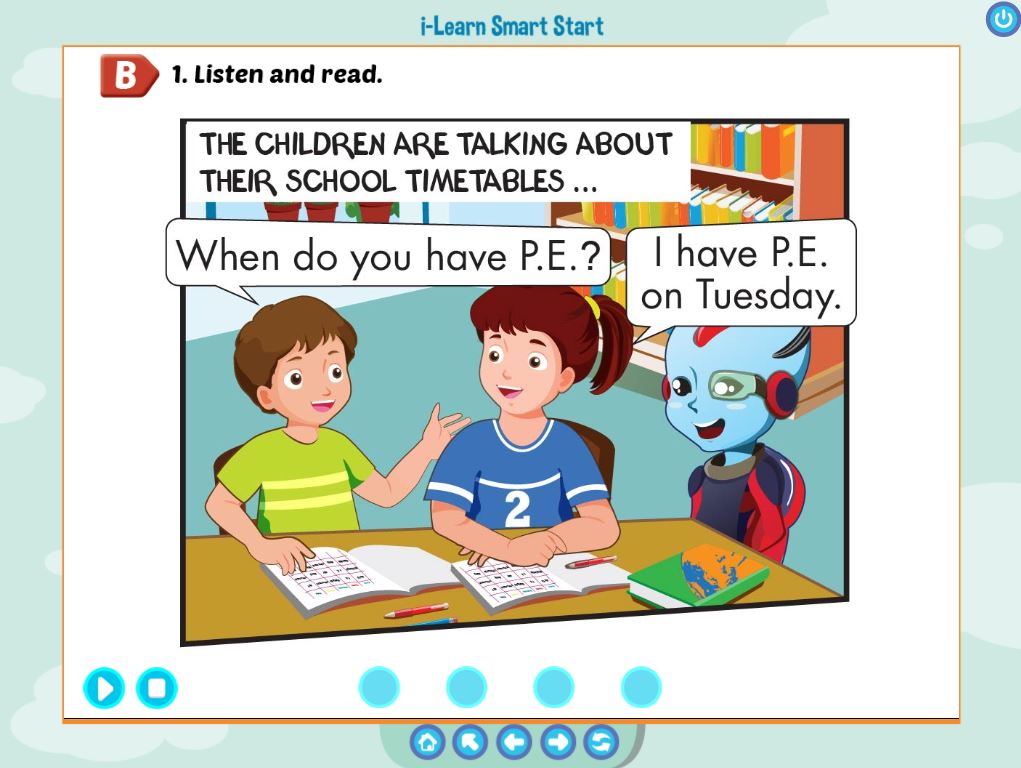 i-Learn Smart Start
B
1. Listen and read.
THE CHILDREN ARE TALKING ABOUT
THEIR SCHOOL TIMETABLES ...
When do you have P.E.?
I have P.E.
on Tuesday.
2